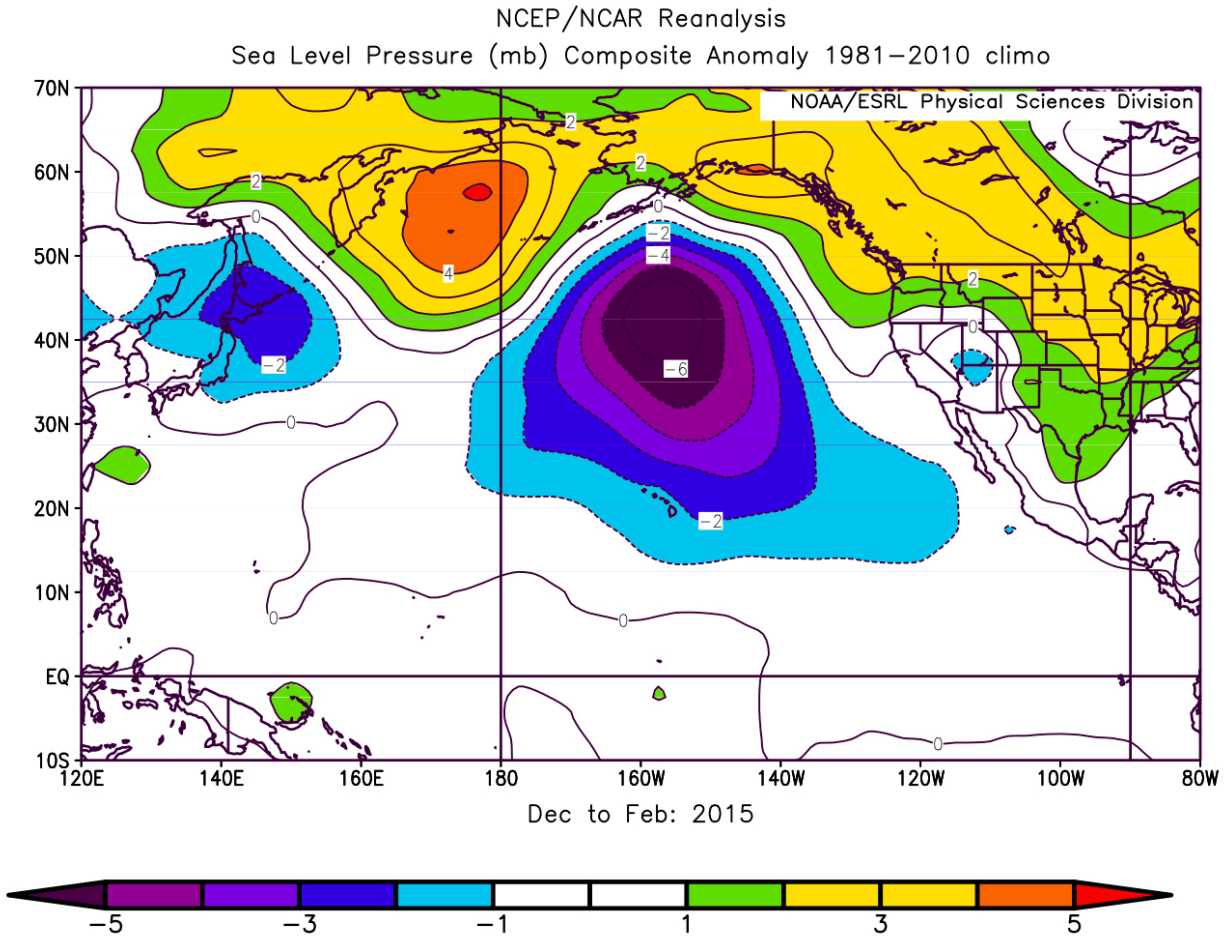 NCEP/NCAR Reanalysis
Sea Level Pressure (mb) Composite Anomaly 1981−2010 climo
70N
NOAA/ESRL Physical Sciences Division
2
60N
2
2
0
0
−2
50N
−4
4
2
0
40N
−2
−6
30N
0
20N
−2
10N
0
0
EQ
0
10S
120E 140E 160E 180 160W 140W 120W 100W 80W
Dec to Feb: 2015
−5 −3 −1 1 3 5